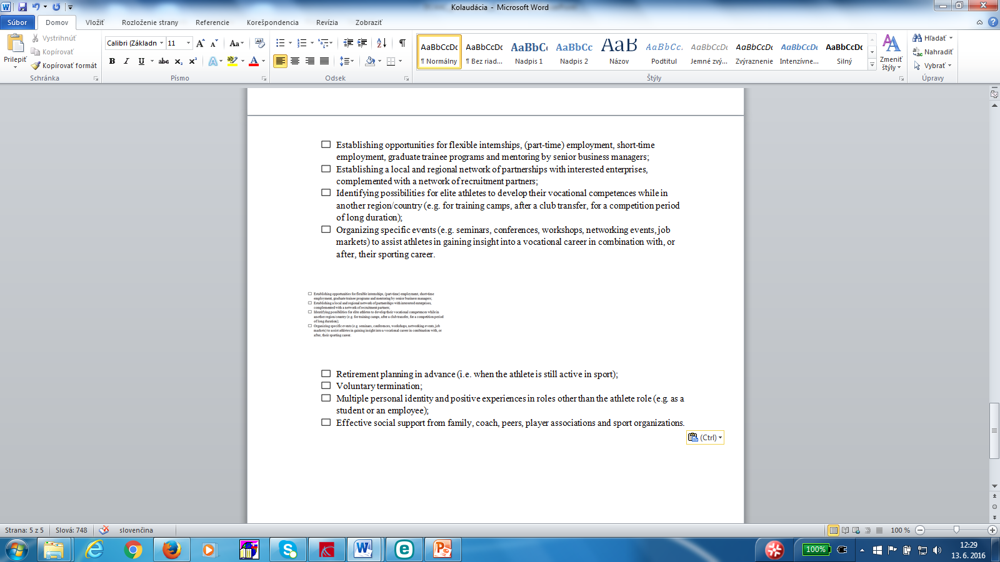 Kolaudácia - Microsoft Word
Súbor Domov Vložiť Rozloženie strany Referencie Korešpondencia Revízia Zobraziť
Prilepiť
Vystrihnúť
Kopírovať
Kopírovať formát
Schránka
Calibri (Základn 11
Písmo
Odsek
AaBbCcDc AaBbCcDc AaBbC AaBbCc AaB AaBbCc. AaBbCcDc AaBbCcDc AaBbCcDc AaBbCcDc
¶ Normálny ¶ Bez riad... Nadpis 1 Nadpis 2 Názov Podtitul Jemné zvý... Zvýraznenie Intenzívne... Silný
Štýly
Zmeniť
štýly
Hľadať
Nahradiť
Vybrať
Úpravy
Establishing opportunities for flexible internships, (part-time) employment, short-time
employment, graduate trainee programs and mentoring by senior business managers;
Establishing a local and regional network of partnerships with interested enterprises,
complemented with a network of recruitment partners;
Identifying possibilities for elite athletes to develop their vocational competences while in
another region/country (e.g. for training camps, after a club transfer, for a competition period
of long duration);
Organizing specific events (e.g. seminars, conferences, workshops, networking events, job
markets) to assist athletes in gaining insight into a vocational career in combination with, or
after, their sporting career.
Establishing opportunities for flexible internships, (part-time) employment, short-time
employment, graduate trainee programs and mentoring by senior business managers;
Establishing a local and regional network of partnerships with interested enterprises,
complemented with a network of recruitment partners;
Identifying possibilities for elite athletes to develop their vocational competences while in
another region/country (e.g. for training camps, after a club transfer, for a competition period
of long duration);
Organizing specific events (e.g. seminars, conferences, workshops, networking events, job
markets) to assist athletes in gaining insight into a vocational career in combination with, or
after, their sporting career.
Retirement planning in advance (i.e. when the athlete is still active in sport);
Voluntary termination;
Multiple personal identity and positive experiences in roles other than the athlete role (e.g. as a
student or an employee);
Effective social support from family, coach, peers, player associations and sport organizations.
(Ctrl)
Strana: 5 z 5 Slová: 748 slovenčina 100 %
100% 12:29
13. 6. 2016